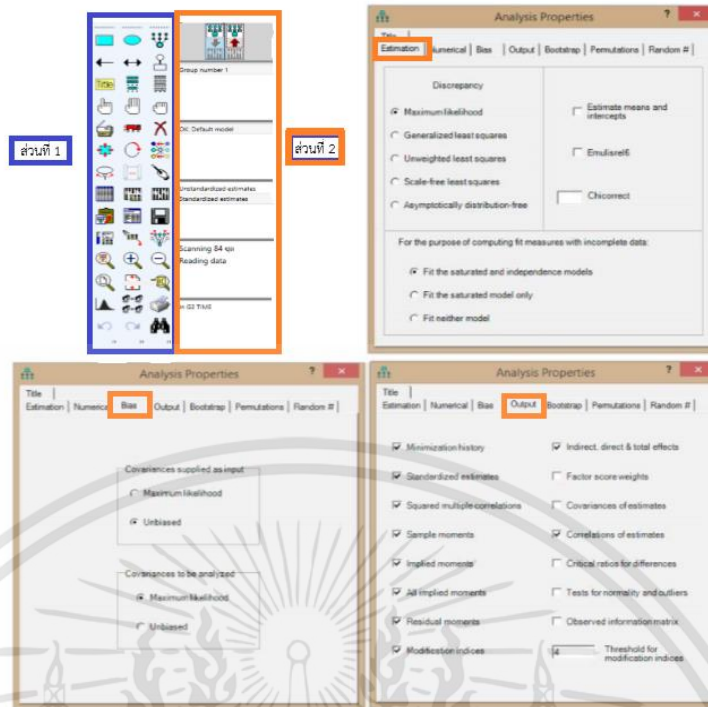 ส่วนที่ 1
Title
Group number 1
OK: Default model
Unstandardized estimates
Standardized estimates
Reading data
ส่วนที่ 2
Analysis Properties
Title
Estimation | Numerical | Bias | Output | Bootstrap | Permutations | Random # |
Discrepancy
Maximum likelihood
Generalized least squares
Unweighted least squares
Scale-free least squares
Asymptotically distribution-free
Estimate means and
intercepts
Emulisrel6
Chicorrect
For the purpose of computing fit measures with incomplete data:
Fit the saturated and independence models
Fit the saturated model only
Fit neither model
Analysis Properties
Title
Estimation | Numerical | Bias | Output | Bootstrap | Permutations | Random # |
Covariances supplied as input
Maximum likelihood
Unbiased
Covariances to be analyzed
Maximum likelihood
Unbiased
Analysis Properties
Title
Estimation | Numerical | Bias | Output | Bootstrap | Permutations | Random # |
Minimization history
Standardized estimates
Squared multiple correlations
Sample moments
Implied moments
All implied moments
Residual moments
Modification indices
Indirect, direct & total effects
Factor score weights
Covariances of estimates
Correlations of estimates
Critical ratios for differences
Tests for normality and outliers
Observed information matrix
4 Threshold for
modification indices